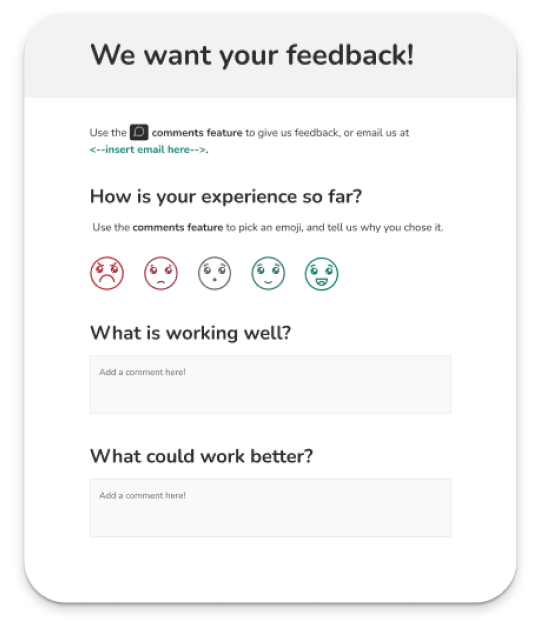 We want your feedback!
Use the comments feature to give us feedback, or email us at
<--insert email here-->.
How is your experience so far?
Use the comments feature to pick an emoji, and tell us why you chose it.
What is working well?
Add a comment here!
What could work better?
Add a comment here!